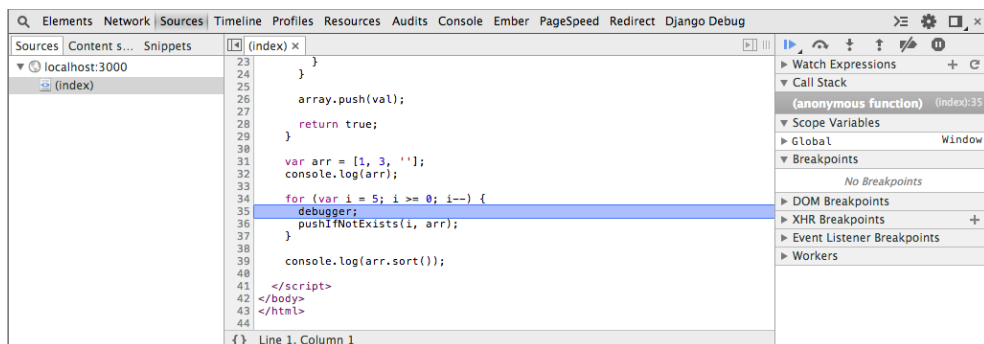 Elements Network Sources Timeline Profiles Resources Audits Console Ember PageSpeed Redirect Django Debug
Sources Content s... Snippets
localhost:3000
(index)
(index) ×
23 }
24 }
25
26 array.push(val);
27
28 return true;
29 }
30
31 var arr = [1, 3, ''];
32 console.log(arr);
33
34 for (var i = 5; i >= 0; i--) {
35 debugger;
36 pushIfNotExists(i, arr);
37 }
38
39 console.log(arr.sort());
40
41 </script>
42 </body>
43 </html>
44
{} Line 1, Column 1
Watch Expressions
Call Stack
(anonymous function) (index):35
Scope Variables
Global Window
Breakpoints
No Breakpoints
DOM Breakpoints
XHR Breakpoints
Event Listener Breakpoints
Workers